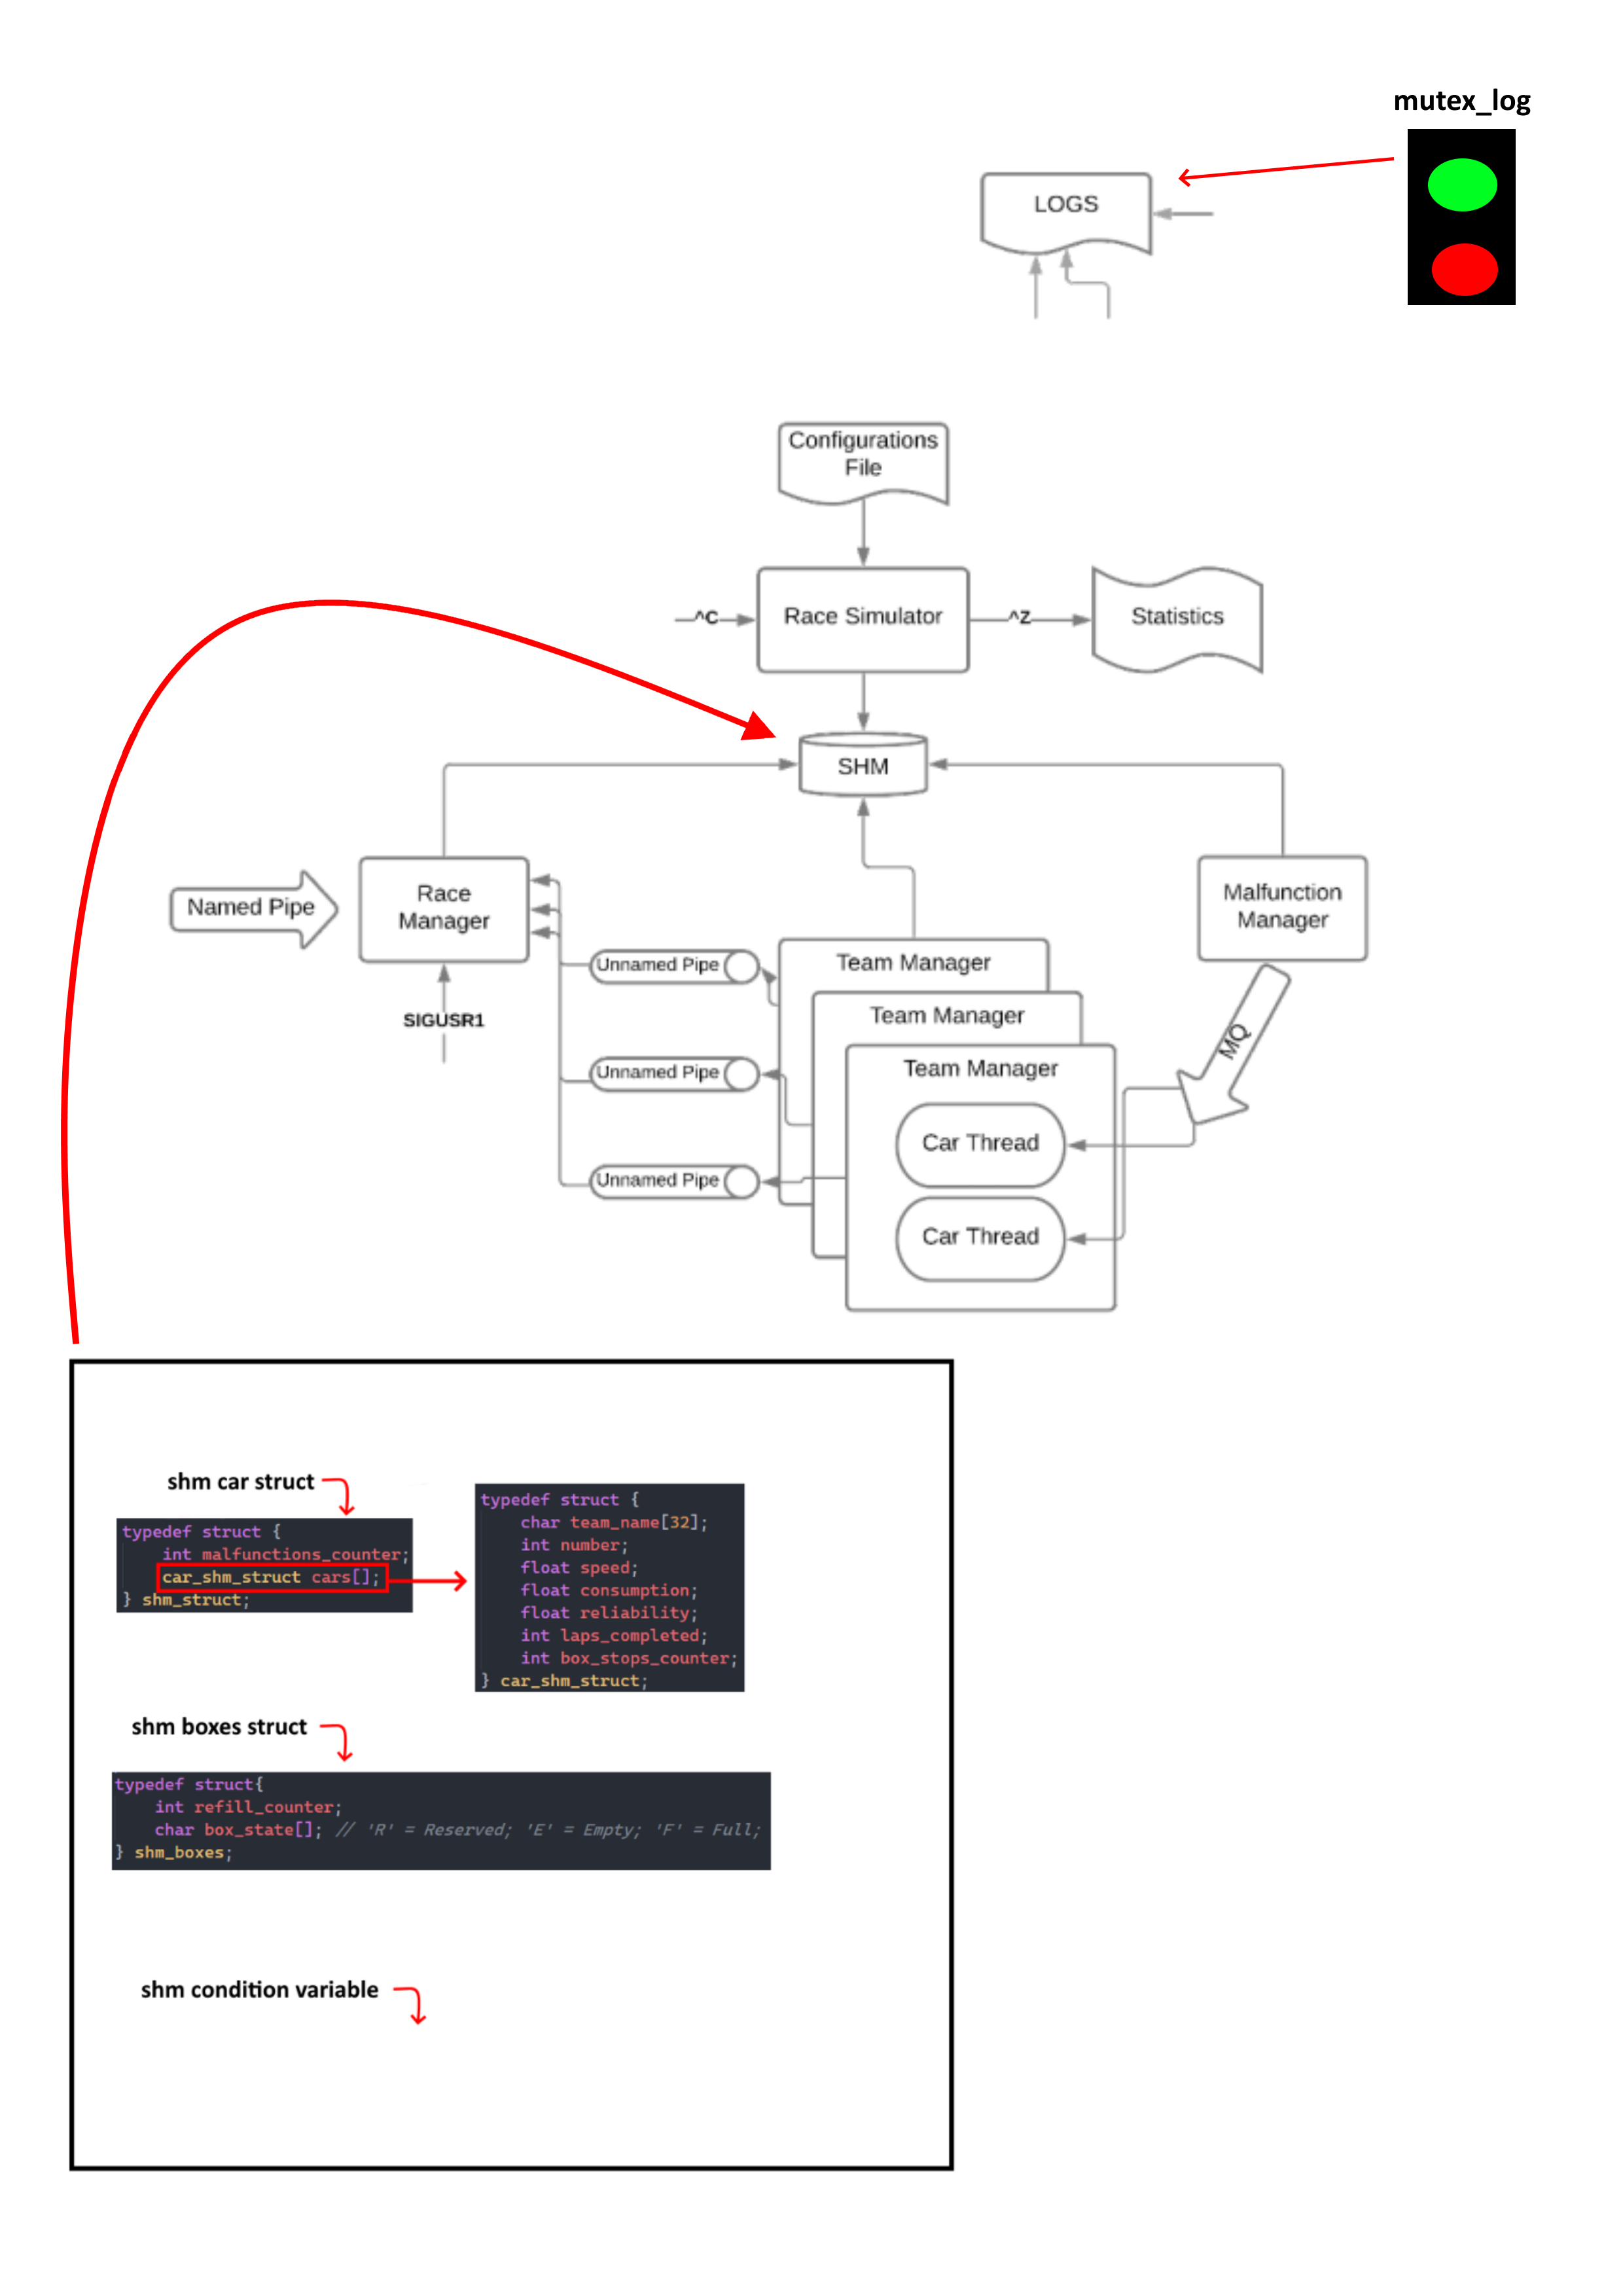 mutex_log
LOGS
Configurations
File
^C
Race Simulator
^Z
Statistics
SHM
Named Pipe
Race
Manager
Malfunction
Manager
SIGUSR1
Unnamed Pipe
Unnamed Pipe
Unnamed Pipe
Team Manager
Team Manager
Team Manager
Car Thread
Car Thread
MQ
shm car struct
typedef struct {
int malfunctions_counter;
car_shm_struct cars[];
} shm_struct;
typedef struct {
char team_name[32];
int number;
float speed;
float consumption;
float reliability;
int laps_completed;
int box_stops_counter;
} car_shm_struct;
shm boxes struct
typedef struct{
int refill_counter;
char box_state[]; // 'R' = Reserved; 'E' = Empty; 'F' = Full;
} shm_boxes;
shm condition variable